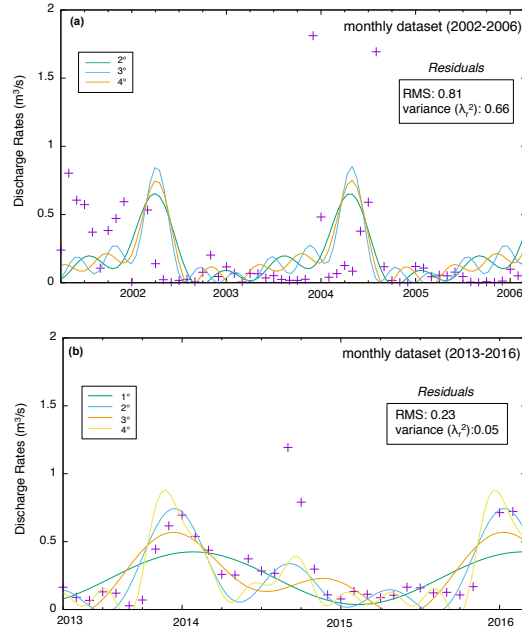 (a)
monthly dataset (2002-2006)
2°
3°
4°
Residuals
RMS: 0.81
variance (λr²): 0.66
Discharge Rates (m³/s)
2
1.5
1
0.5
0
2002
2003
2004
2005
2006
(b)
monthly dataset (2013-2016)
1°
2°
3°
4°
Residuals
RMS: 0.23
variance (λr²):0.05
Discharge Rates (m³/s)
2
1.5
1
0.5
0
2013
2014
2015
2016